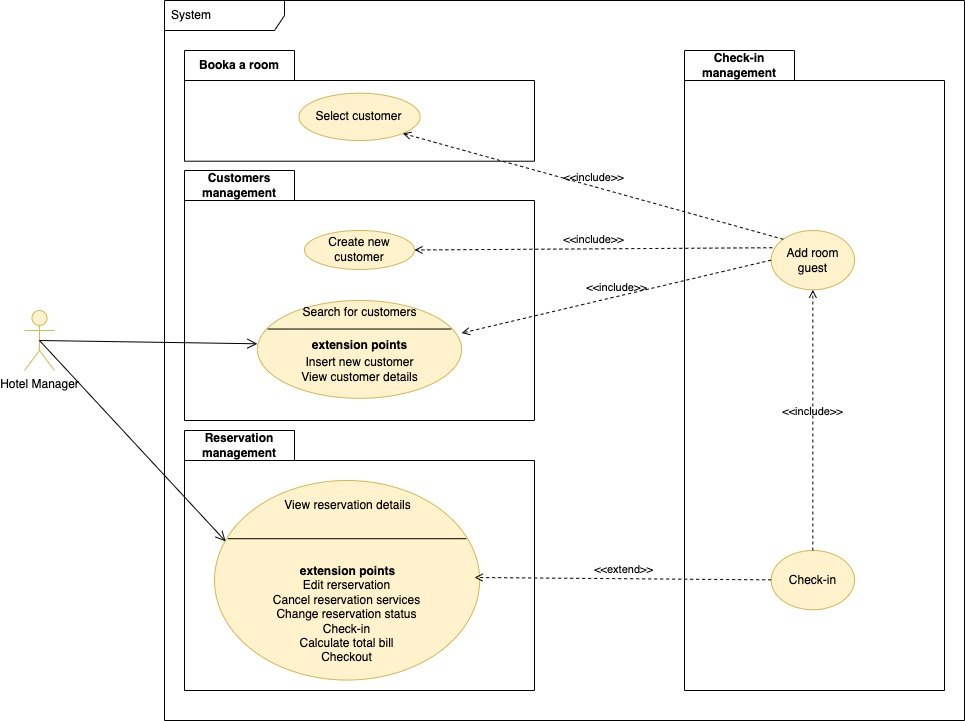 System
Booka a room
Select customer
Check-in
management
<<include>>
Customers
management
Create new
customer
<<include>>
Add room
guest
<<include>>
Search for customers
extension points
Insert new customer
View customer details
Hotel Manager
<<include>>
Reservation
management
View reservation details
extension points
Edit rerservation
Cancel reservation services
Change reservation status
Check-in
Calculate total bill
Checkout
<<extend>>
Check-in